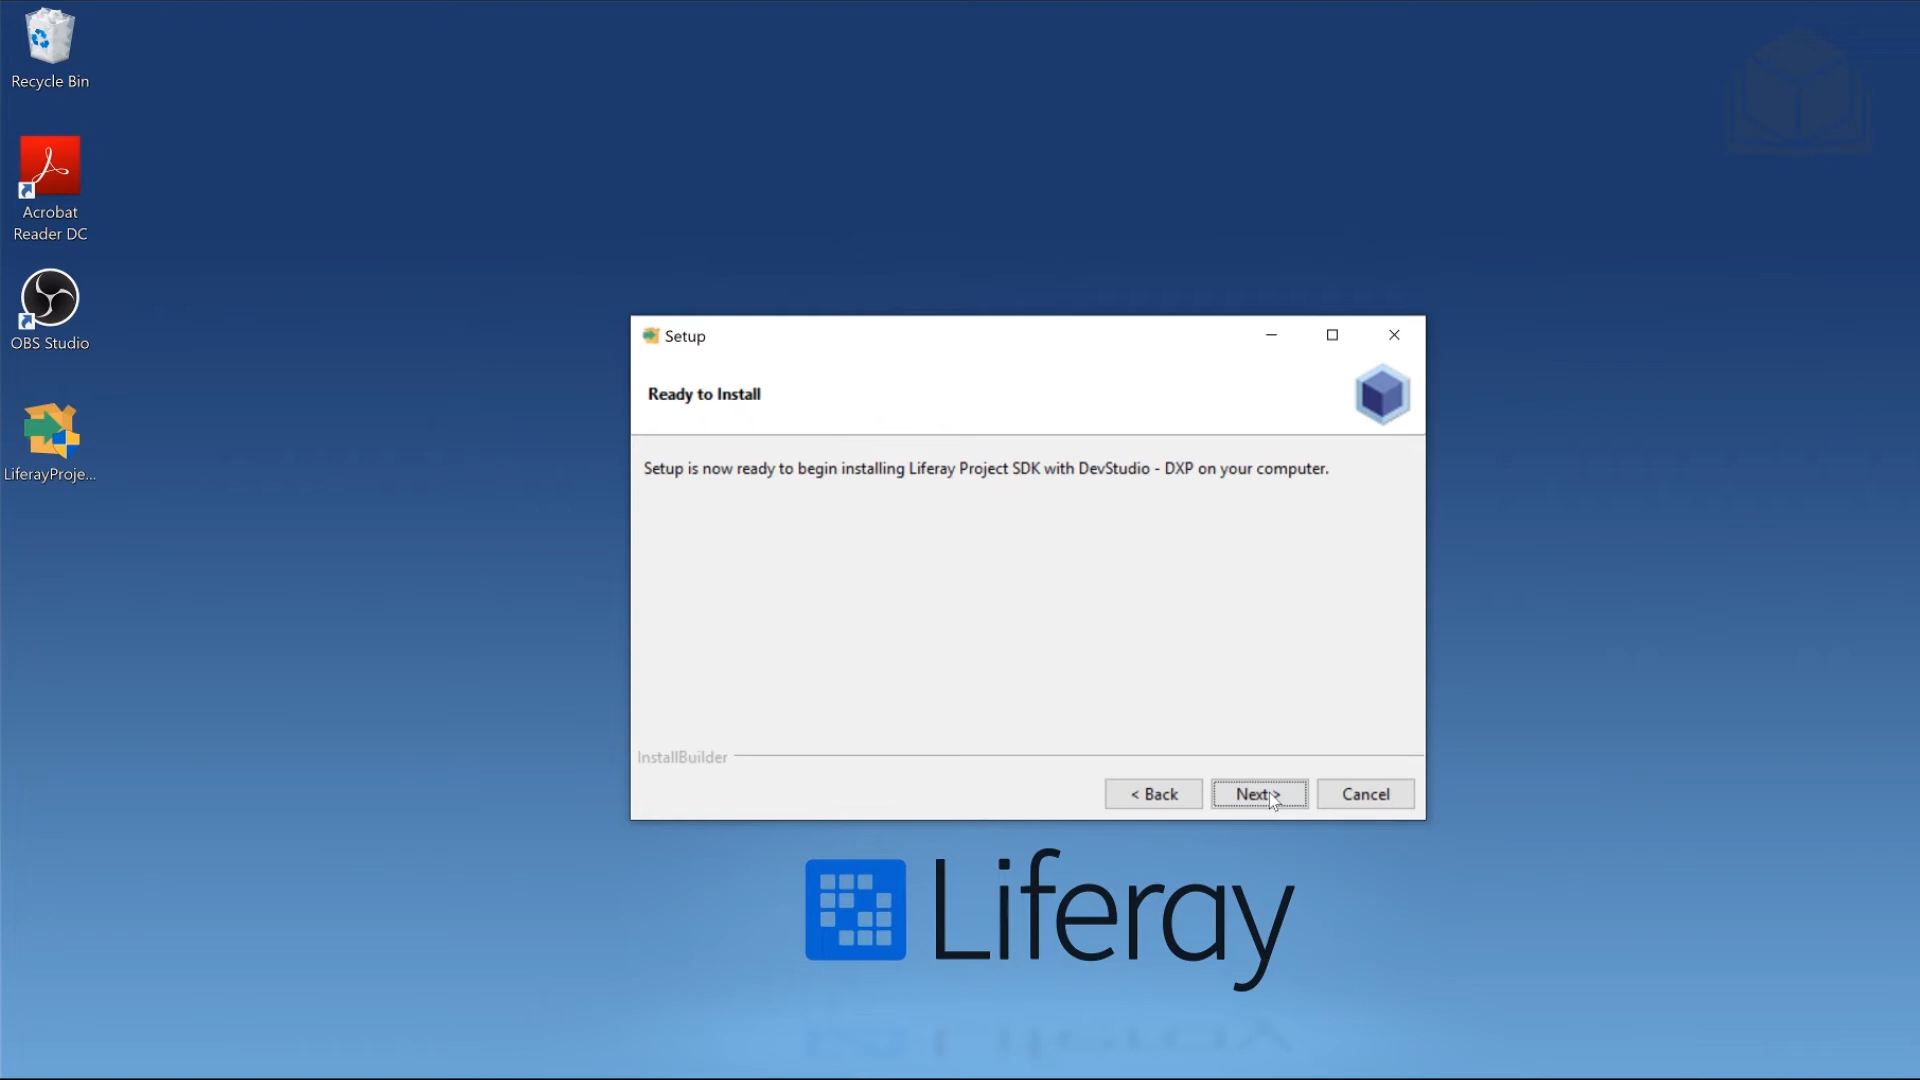 Recycle Bin
Acrobat
Reader DC
OBS Studio
LiferayProje...
Setup
Ready to Install
Setup is now ready to begin installing Liferay Project SDK with DevStudio - DXP on your computer.
InstallBuilder
< Back
Next >
Cancel
Liferay